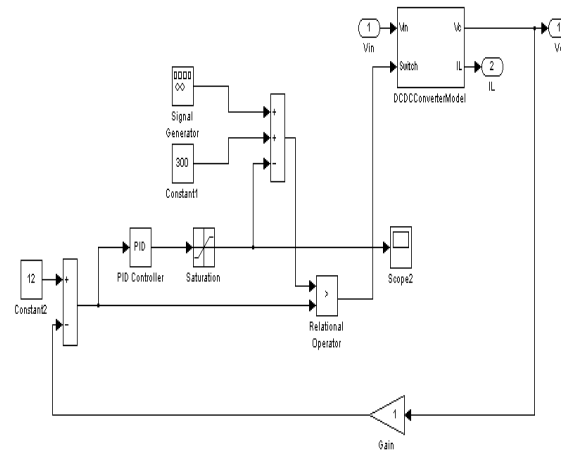 1
Vin
Vin
Vc
Switch
IL
DCDCConverterModel
2
IL
1
Signal
Generator
+
+
−
300
Constant1
PID
PID Controller
Saturation
Scope2
12
Constant2
+
−
>
Relational
Operator
1
Gain